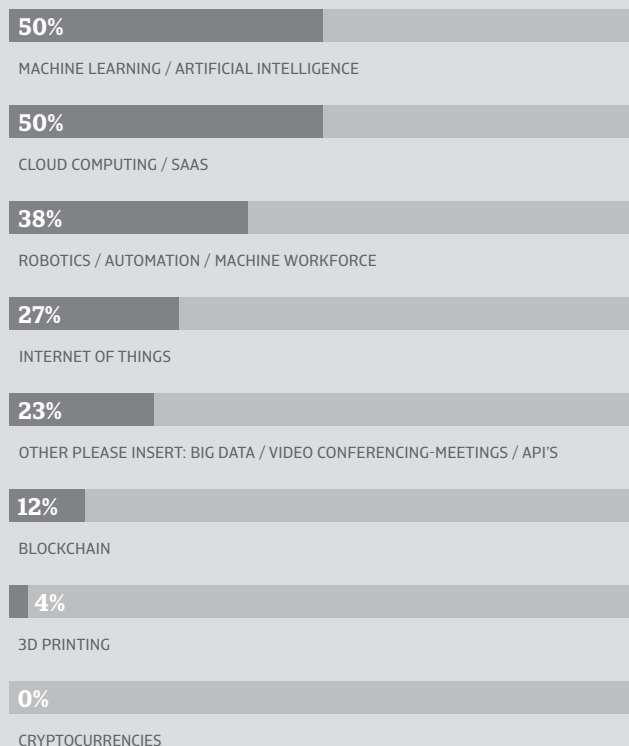 50%
MACHINE LEARNING / ARTIFICIAL INTELLIGENCE
50%
CLOUD COMPUTING / SAAS
38%
ROBOTICS / AUTOMATION / MACHINE WORKFORCE
27%
INTERNET OF THINGS
23%
OTHER PLEASE INSERT: BIG DATA / VIDEO CONFERENCING-MEETINGS / API'S
12%
BLOCKCHAIN
4%
3D PRINTING
0%
CRYPTOCURRENCIES